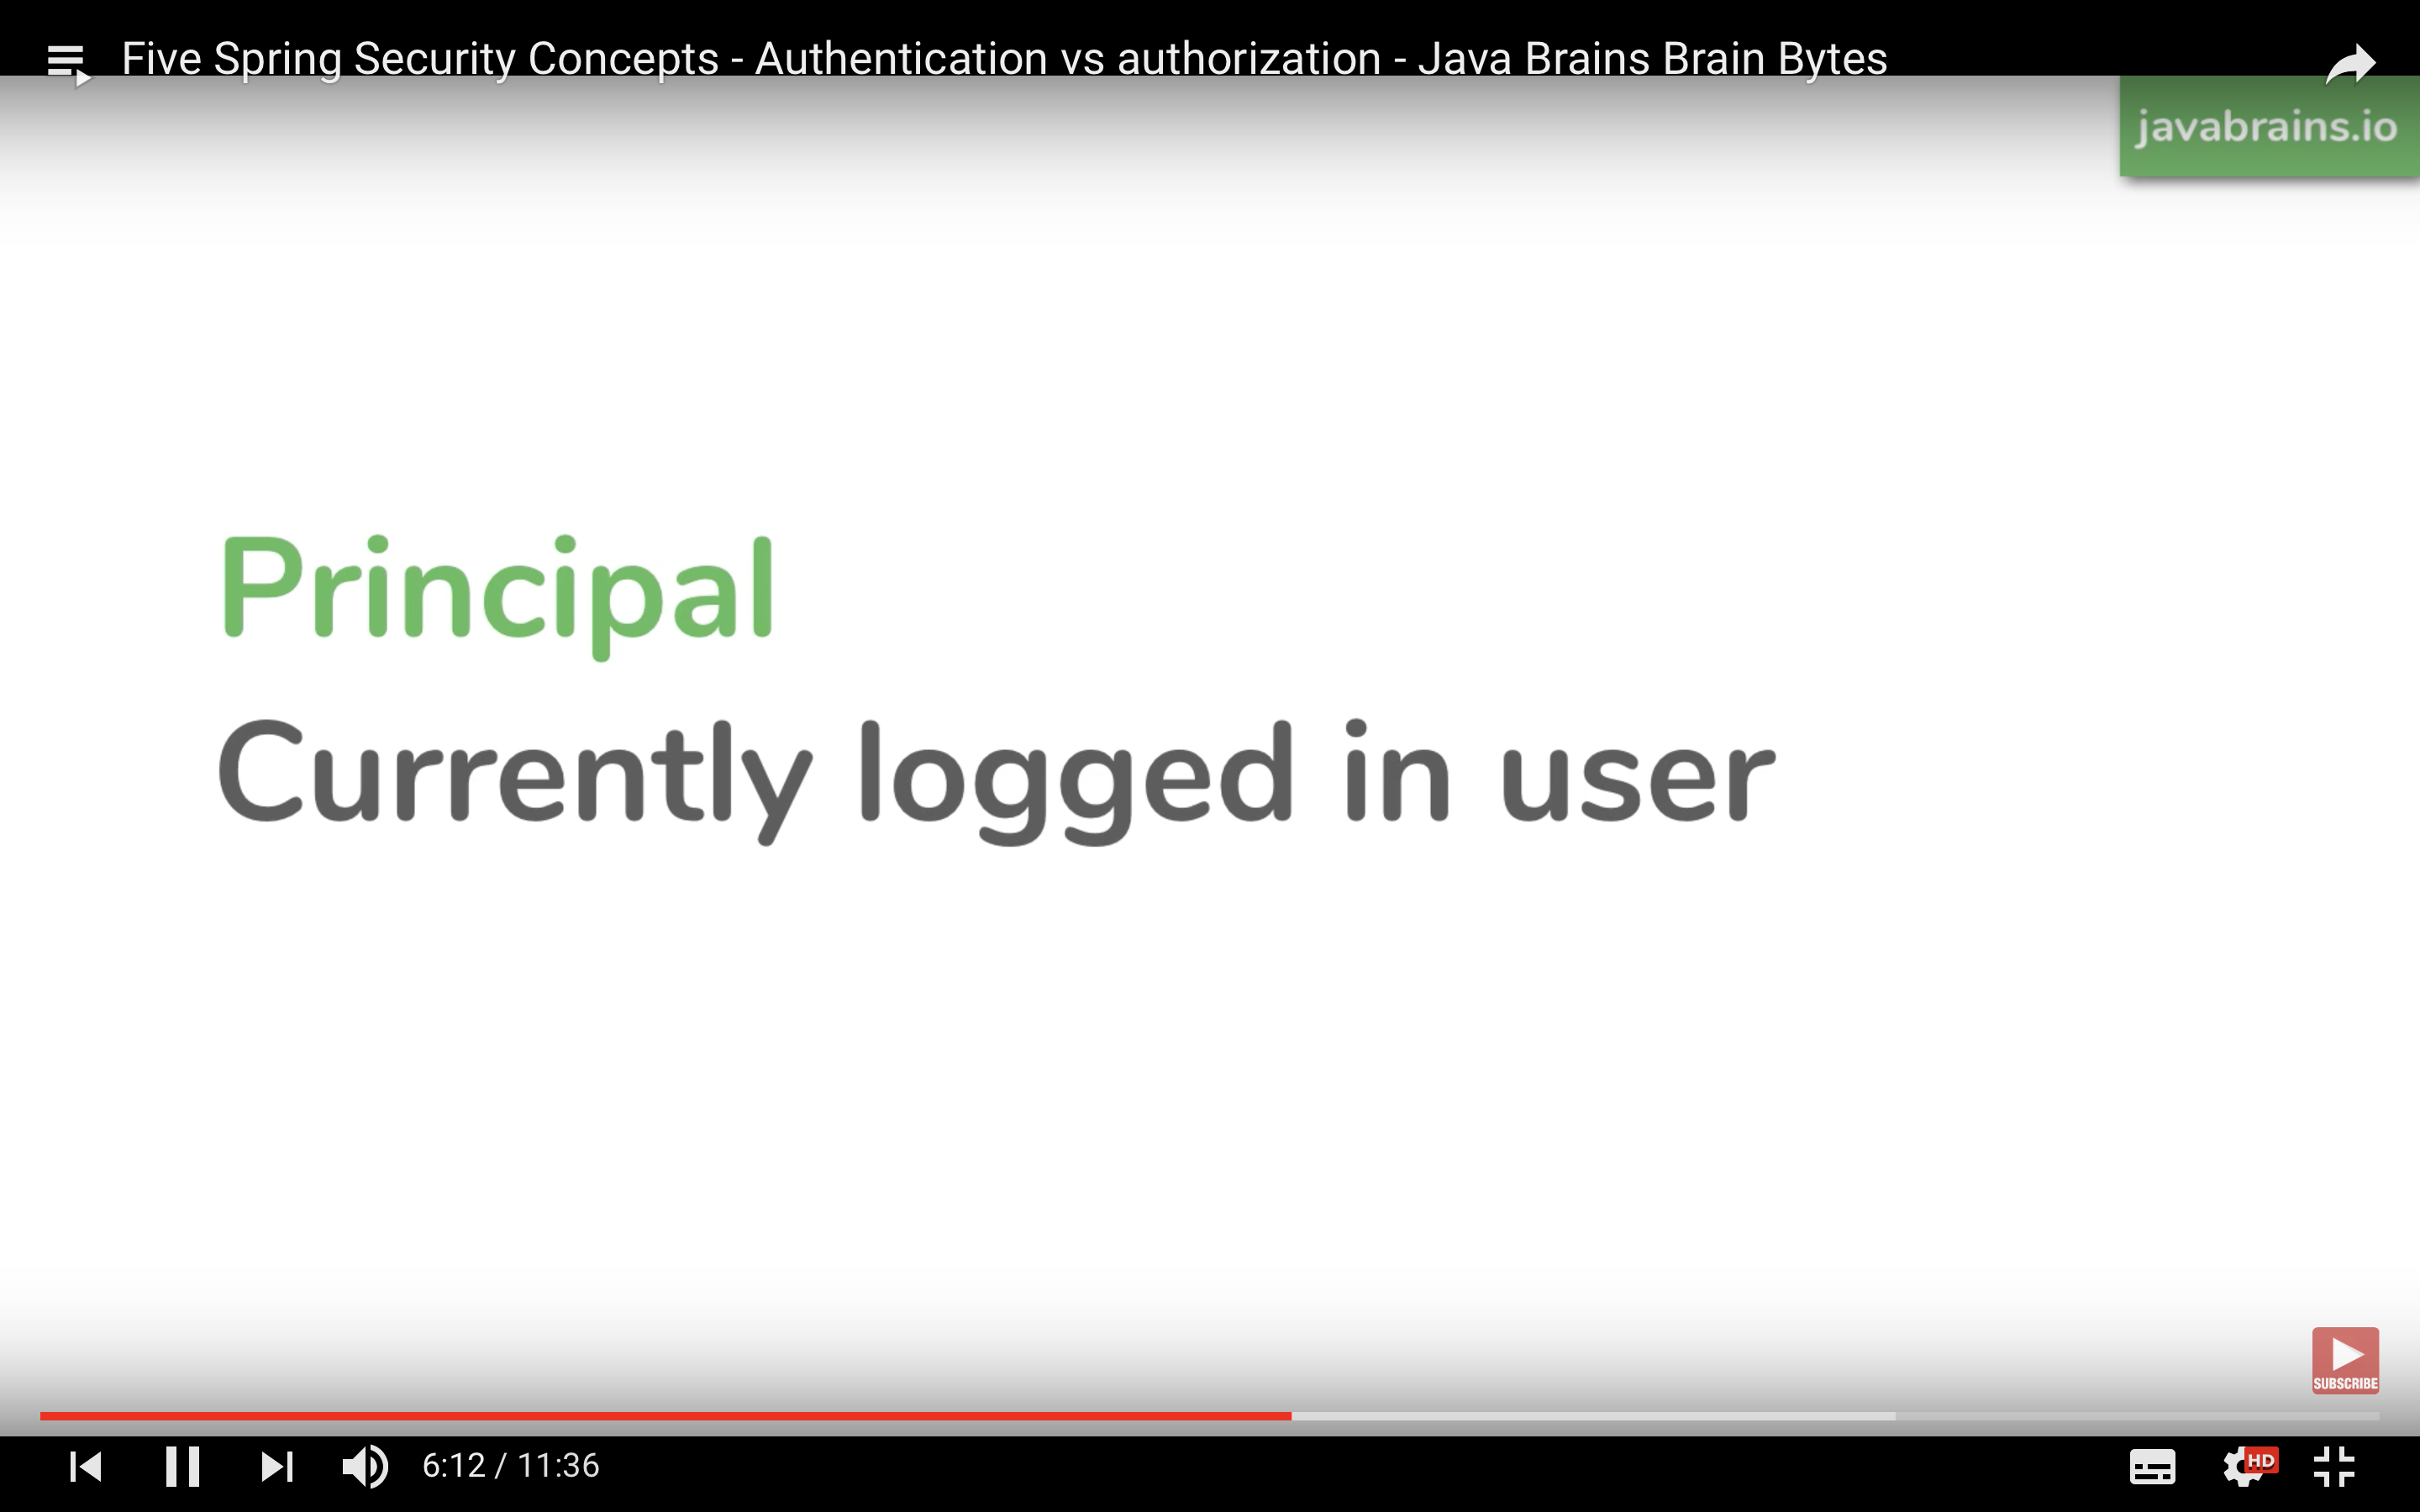 Five Spring Security Concepts - Authentication vs authorization - Java Brains Brain Bytes
javabrains.io
Principal
Currently logged in user
SUBSCRIBE
6:12 / 11:36
HD